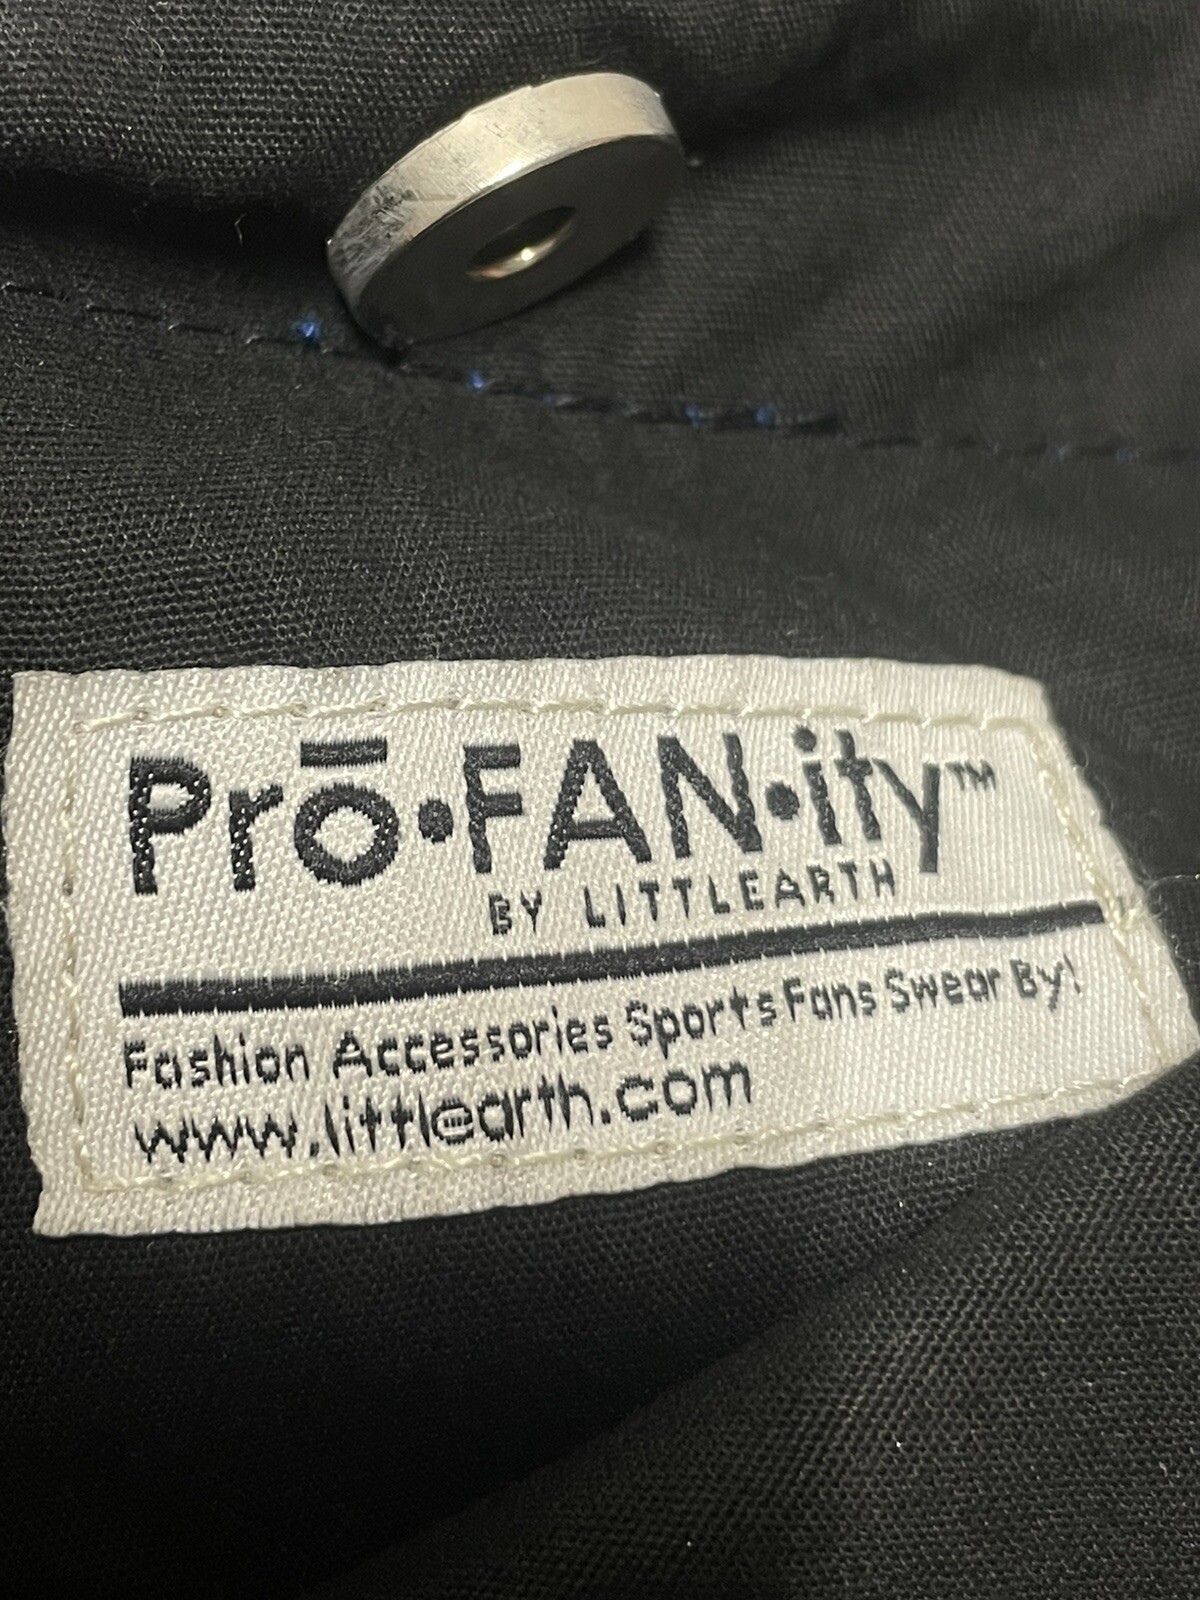 Prō•FAN•ity™
BY LITTLEARTH
Fashion Accessories Sports Fans Swear By!
www.littlearth.com